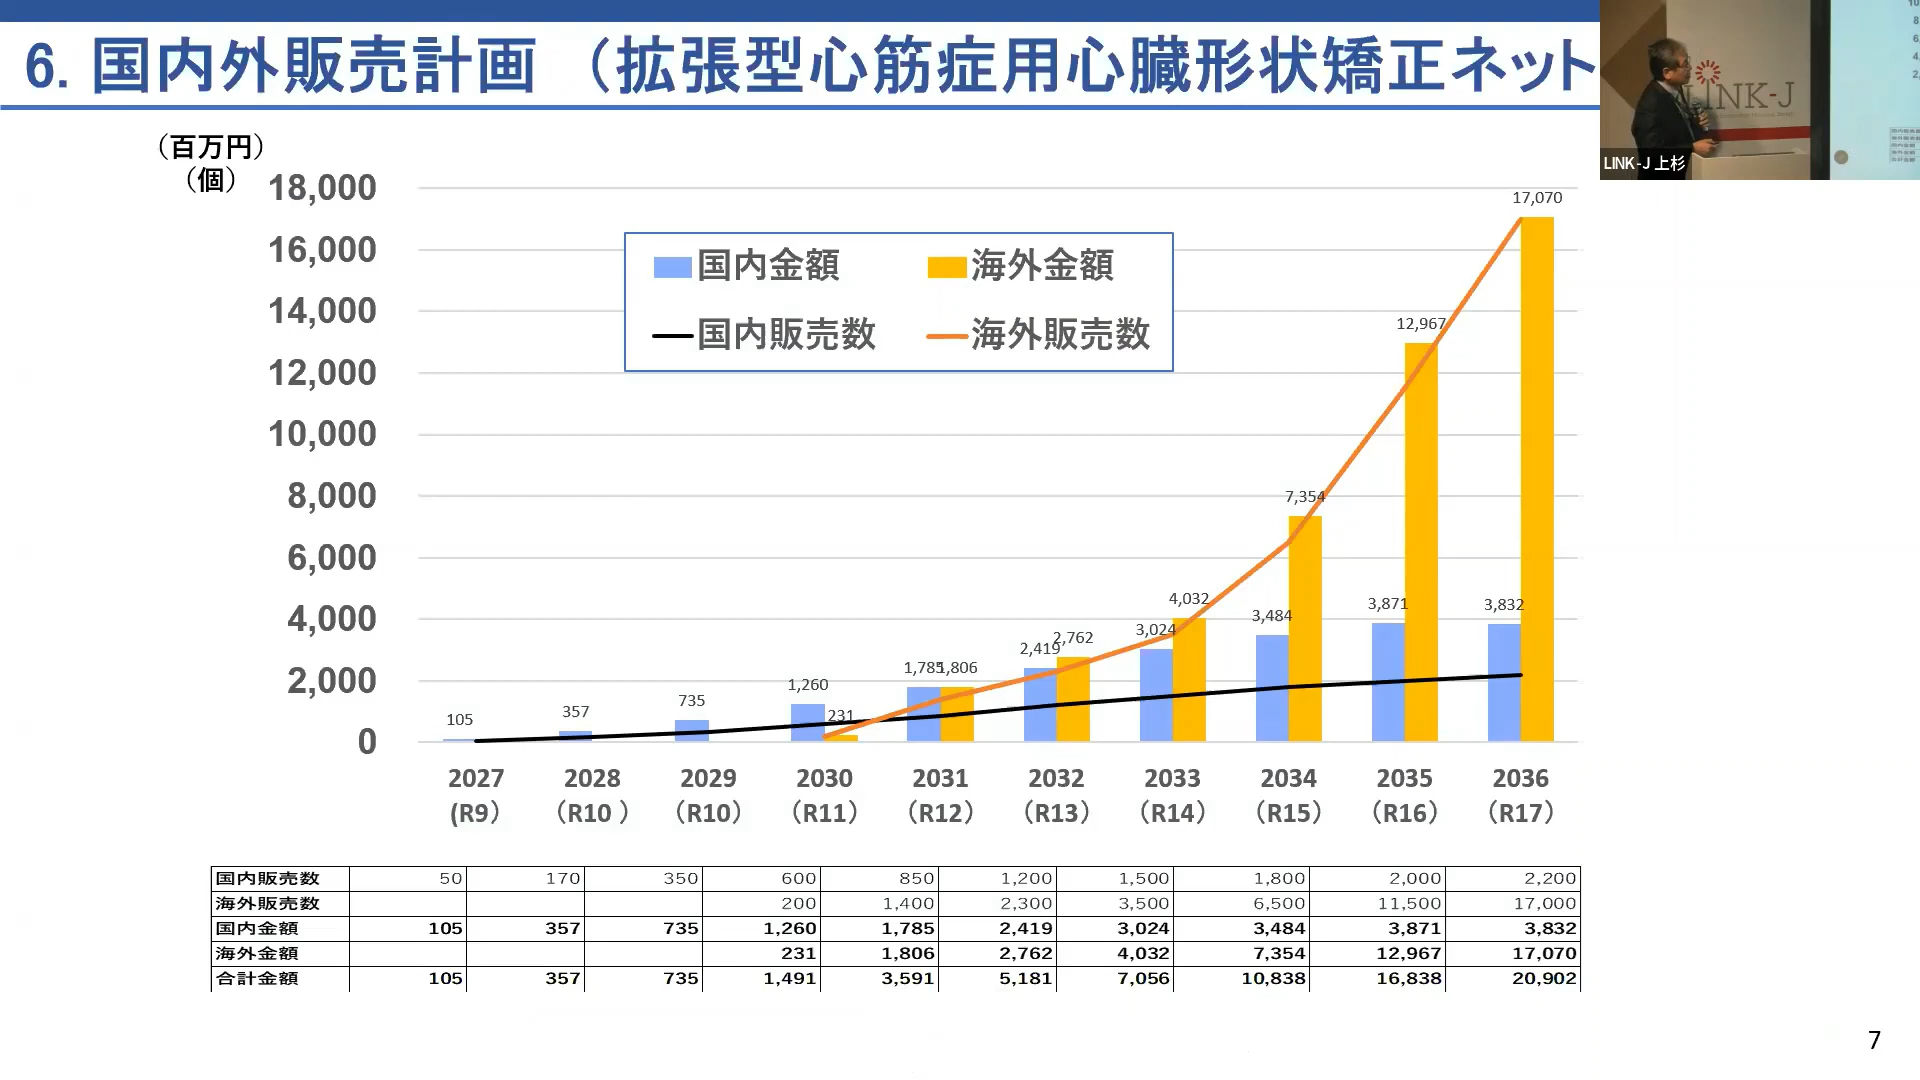 6. 国内外販売計画 （拡張型心筋症用心臓形状矯正ネット
LINK-J
LINK-J 上杉
（百万円）
（個）
18,000
16,000
14,000
12,000
10,000
8,000
6,000
4,000
2,000
0
国内金額 海外金額
国内販売数 海外販売数
105 357 735 1,260 231 1,785 1,806 2,419 2,762 3,024 4,032 3,484 7,354 3,871 12,967 3,832 17,070
2027 2028 2029 2030 2031 2032 2033 2034 2035 2036
(R9） （R10 ） （R10） （R11） （R12） （R13） （R14） （R15） （R16） （R17）
国内販売数 50 170 350 600 850 1,200 1,500 1,800 2,000 2,200
海外販売数 200 1,400 2,300 3,500 6,500 11,500 17,000
国内金額 105 357 735 1,260 1,785 2,419 3,024 3,484 3,871 3,832
海外金額 231 1,806 2,762 4,032 7,354 12,967 17,070
合計金額 105 357 735 1,491 3,591 5,181 7,056 10,838 16,838 20,902
7